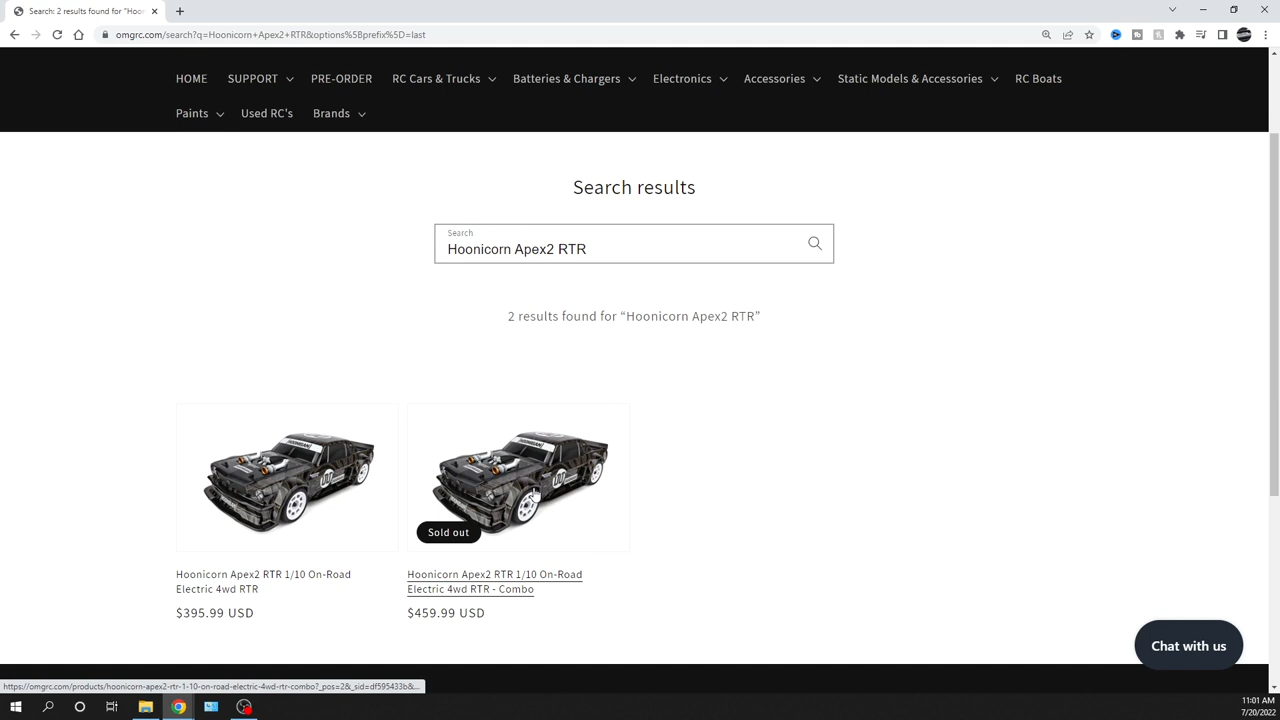 Search: 2 results found for "Hoon
omgrc.com/search?q=Hoonicorn+Apex2+RTR&options%5Bprefix%5D=last
HOME SUPPORT PRE-ORDER RC Cars & Trucks Batteries & Chargers Electronics Accessories Static Models & Accessories RC Boats
Paints Used RC's Brands
Search results
Search
Hoonicorn Apex2 RTR
2 results found for “Hoonicorn Apex2 RTR”
HOONIGAN
HOONIGAN
Sold out
Hoonicorn Apex2 RTR 1/10 On-Road
Electric 4wd RTR
$395.99 USD
Hoonicorn Apex2 RTR 1/10 On-Road
Electric 4wd RTR - Combo
$459.99 USD
Chat with us
https://omgrc.com/products/hoonicorn-apex2-rtr-1-10-on-road-electric-4wd-rtr-combo?_pos=2&_sid=df595433b&...
11:01 AM
7/20/2022